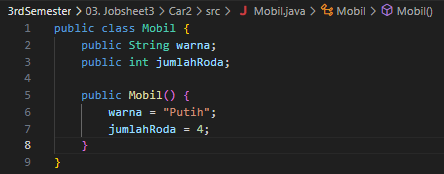 3rdSemester > 03. Jobsheet3 > Car2 > src > J Mobil.java > Mobil > Mobil()
1 public class Mobil {
2     public String warna;
3     public int jumlahRoda;
4
5     public Mobil() {
6         warna = "Putih";
7         jumlahRoda = 4;
8     }
9 }